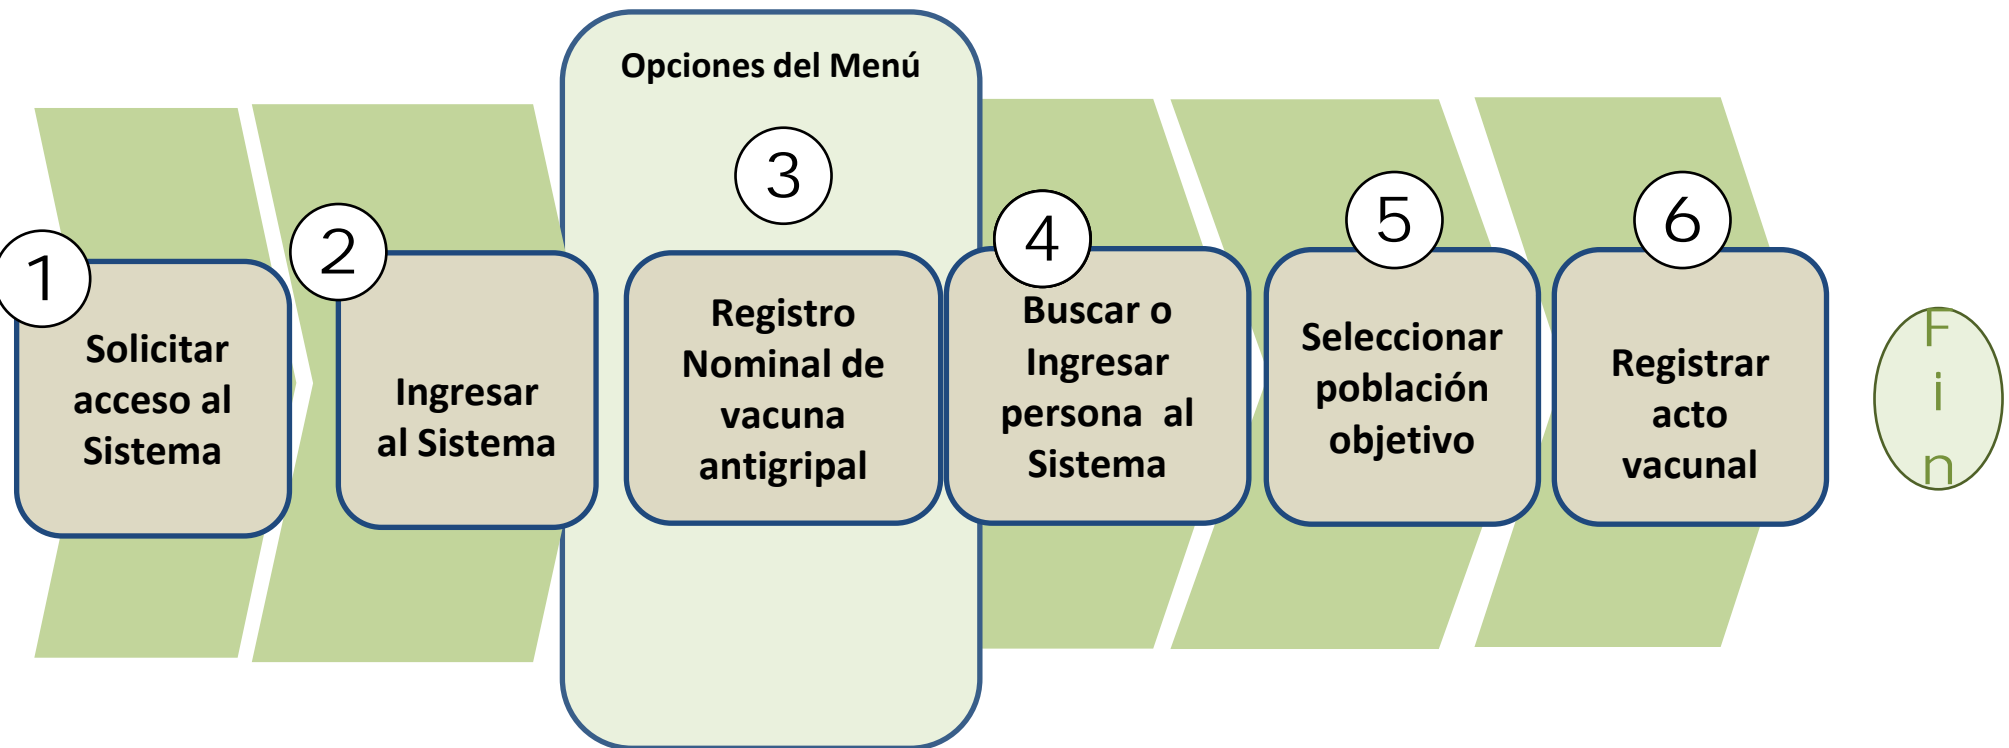 Opciones del Menú
1
Solicitar
acceso al
Sistema
2
Ingresar
al Sistema
3
Registro
Nominal de
vacuna
antigripal
4
Buscar o
Ingresar
persona al
Sistema
5
Seleccionar
población
objetivo
6
Registrar
acto
vacunal
F
i
n